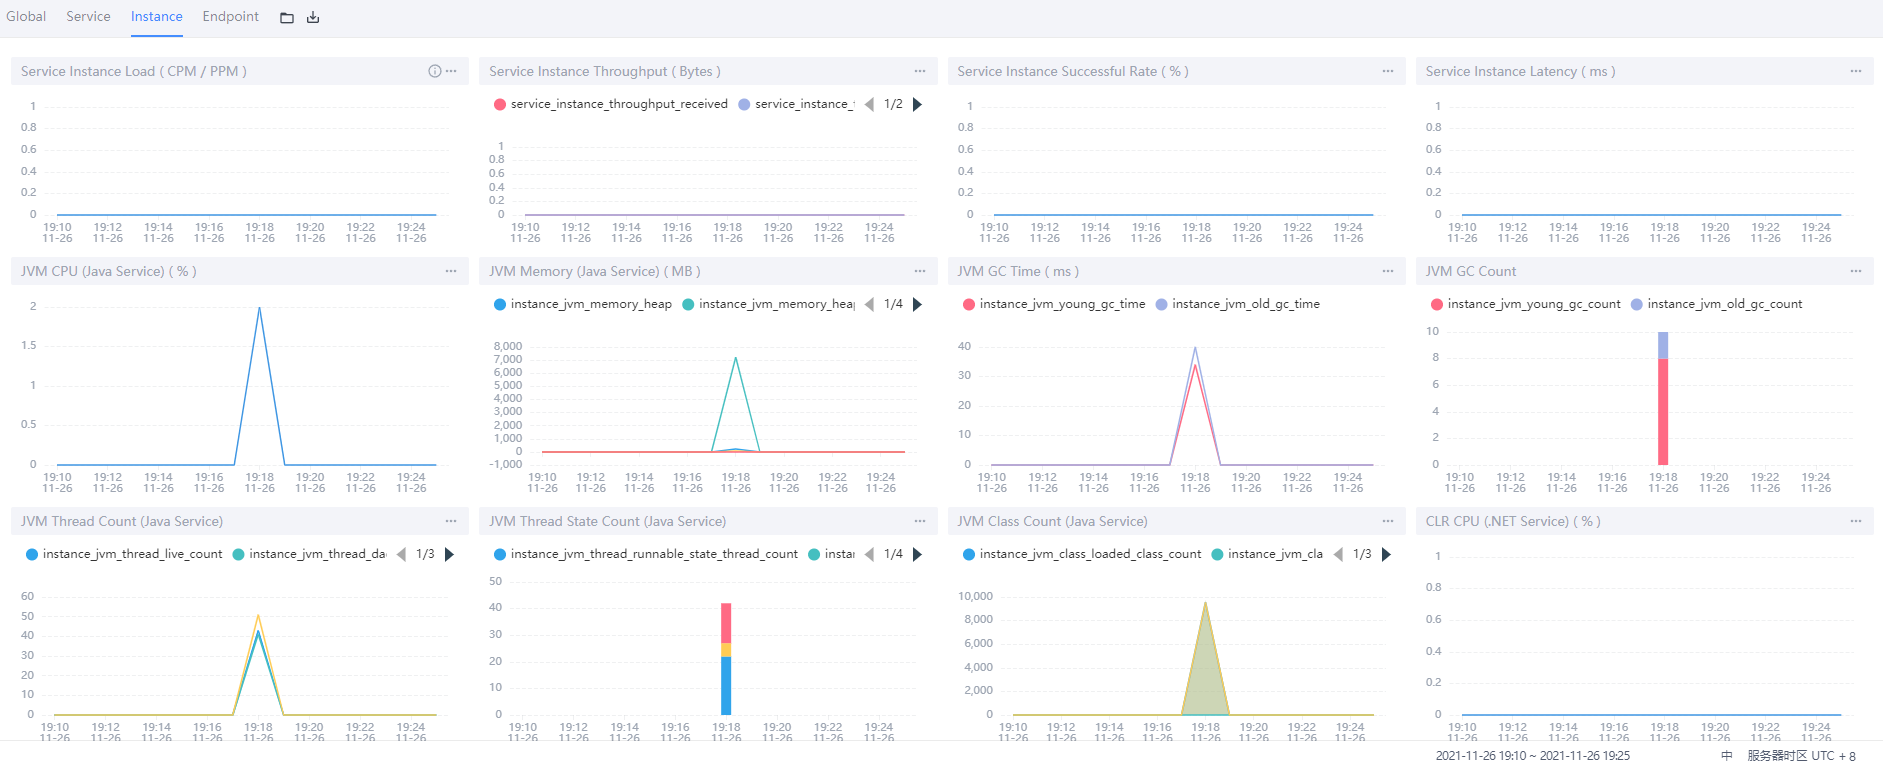 Global Service Instance Endpoint
Service Instance Load ( CPM / PPM )
1
0.8
0.6
0.4
0.2
0
19:10 19:12 19:14 19:16 19:18 19:20 19:22 19:24
11-26 11-26 11-26 11-26 11-26 11-26 11-26 11-26
Service Instance Throughput ( Bytes )
service_instance_throughput_received service_instance_ 1/2
1
0.8
0.6
0.4
0.2
0
19:10 19:12 19:14 19:16 19:18 19:20 19:22 19:24
11-26 11-26 11-26 11-26 11-26 11-26 11-26 11-26
Service Instance Successful Rate ( % )
1
0.8
0.6
0.4
0.2
0
19:10 19:12 19:14 19:16 19:18 19:20 19:22 19:24
11-26 11-26 11-26 11-26 11-26 11-26 11-26 11-26
Service Instance Latency ( ms )
1
0.8
0.6
0.4
0.2
0
19:10 19:12 19:14 19:16 19:18 19:20 19:22 19:24
11-26 11-26 11-26 11-26 11-26 11-26 11-26 11-26
JVM CPU (Java Service) ( % )
2
1.5
1
0.5
0
19:10 19:12 19:14 19:16 19:18 19:20 19:22 19:24
11-26 11-26 11-26 11-26 11-26 11-26 11-26 11-26
JVM Memory (Java Service) ( MB )
instance_jvm_memory_heap instance_jvm_memory_hea 1/4
8,000
7,000
6,000
5,000
4,000
3,000
2,000
1,000
0
-1,000
19:10 19:12 19:14 19:16 19:18 19:20 19:22 19:24
11-26 11-26 11-26 11-26 11-26 11-26 11-26 11-26
JVM GC Time ( ms )
instance_jvm_young_gc_time instance_jvm_old_gc_time
40
30
20
10
0
19:10 19:12 19:14 19:16 19:18 19:20 19:22 19:24
11-26 11-26 11-26 11-26 11-26 11-26 11-26 11-26
JVM GC Count
instance_jvm_young_gc_count instance_jvm_old_gc_count
10
8
6
4
2
0
19:10 19:12 19:14 19:16 19:18 19:20 19:22 19:24
11-26 11-26 11-26 11-26 11-26 11-26 11-26 11-26
JVM Thread Count (Java Service)
instance_jvm_thread_live_count instance_jvm_thread_da 1/3
60
50
40
30
20
10
0
19:10 19:12 19:14 19:16 19:18 19:20 19:22 19:24
11-26 11-26 11-26 11-26 11-26 11-26 11-26 11-26
JVM Thread State Count (Java Service)
instance_jvm_thread_runnable_state_thread_count instar 1/4
50
40
30
20
10
0
19:10 19:12 19:14 19:16 19:18 19:20 19:22 19:24
11-26 11-26 11-26 11-26 11-26 11-26 11-26 11-26
JVM Class Count (Java Service)
instance_jvm_class_loaded_class_count instance_jvm_cla 1/3
10,000
8,000
6,000
4,000
2,000
0
19:10 19:12 19:14 19:16 19:18 19:20 19:22 19:24
11-26 11-26 11-26 11-26 11-26 11-26 11-26 11-26
CLR CPU (.NET Service) ( % )
1
0.8
0.6
0.4
0.2
0
19:10 19:12 19:14 19:16 19:18 19:20 19:22 19:24
11-26 11-26 11-26 11-26 11-26 11-26 11-26 11-26
2021-11-26 19:10 ~ 2021-11-26 19:25 中 服务器时区 UTC + 8